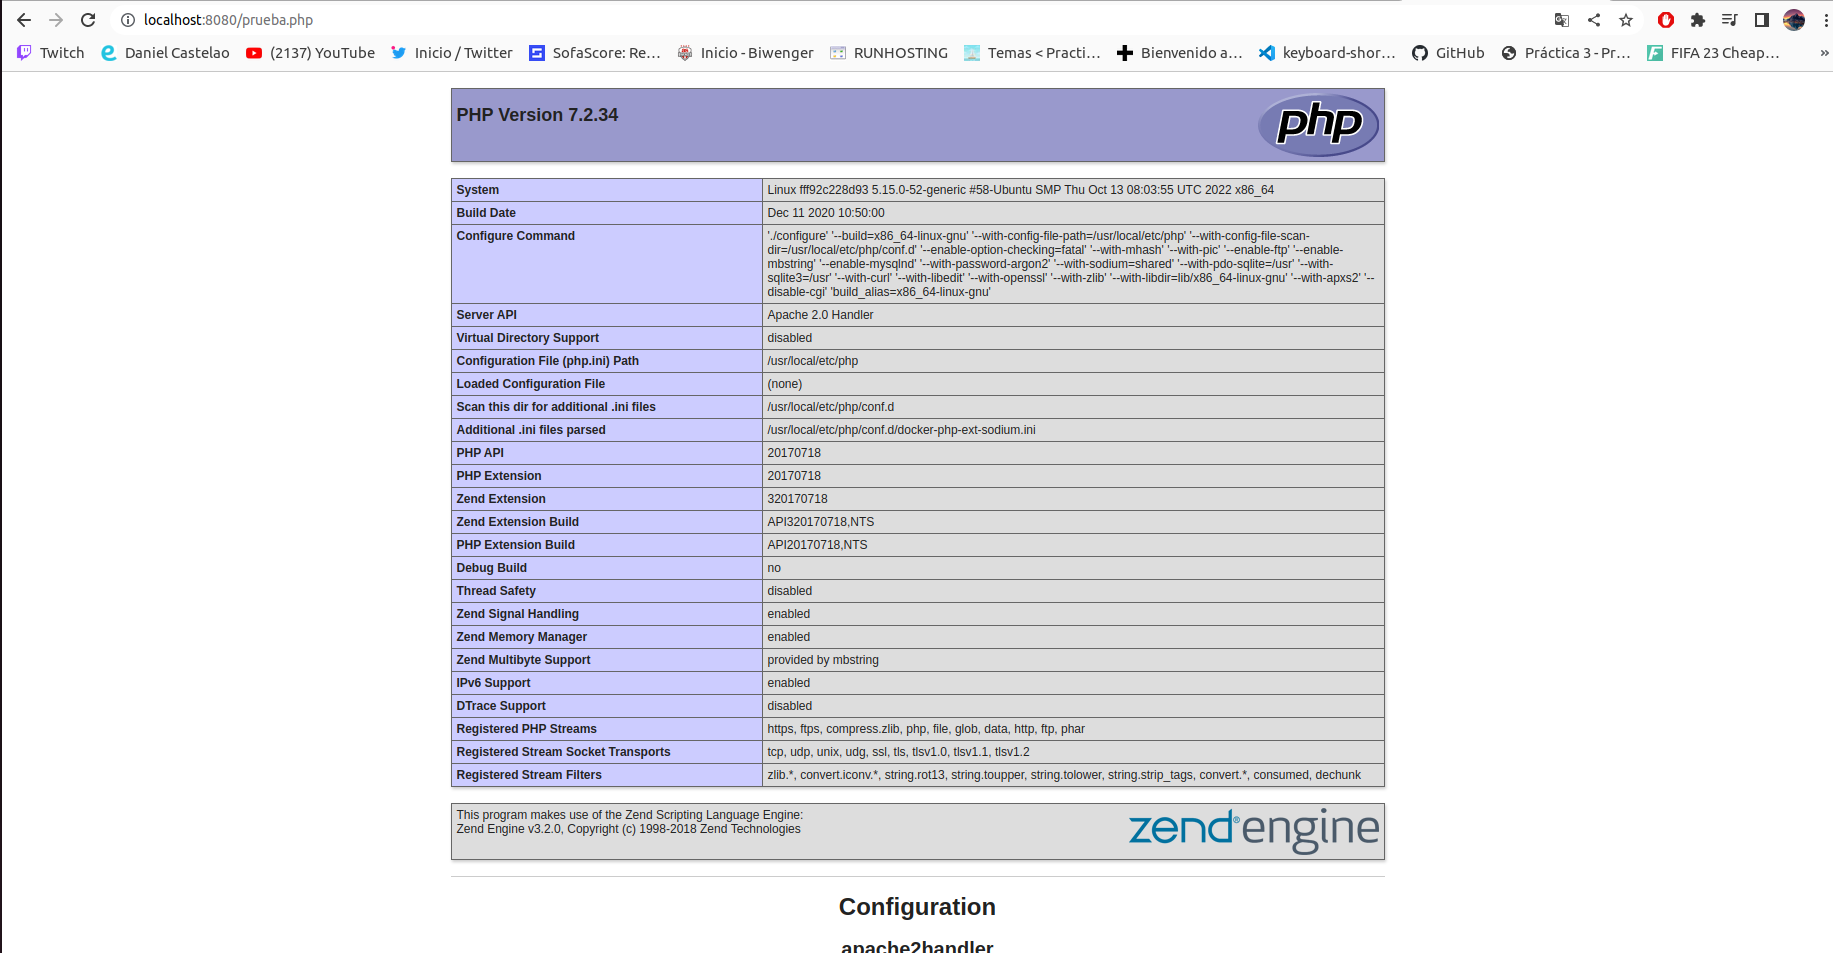 localhost:8080/prueba.php
Twitch Daniel Castelao (2137) YouTube Inicio / Twitter SofaScore: Re... Inicio - Biwenger RUNHOSTING Temas < Practi... Bienvenido a... keyboard-shor... GitHub Práctica 3 - Pr... FIFA 23 Cheap... »
PHP Version 7.2.34
php
System Linux fff92c228d93 5.15.0-52-generic #58-Ubuntu SMP Thu Oct 13 08:03:55 UTC 2022 x86_64
Build Date Dec 11 2020 10:50:00
Configure Command './configure' '--build=x86_64-linux-gnu' '--with-config-file-path=/usr/local/etc/php' '--with-config-file-scan-
dir=/usr/local/etc/php/conf.d' '--enable-option-checking=fatal' '--with-mhash' '--with-pic' '--enable-ftp' '--enable-
mbstring' '--enable-mysqlnd' '--with-password-argon2' '--with-sodium=shared' '--with-pdo-sqlite=/usr' '--with-
sqlite3=/usr' '--with-curl' '--with-libedit' '--with-openssl' '--with-zlib' '--with-libdir=lib/x86_64-linux-gnu' '--with-apxs2' '--
disable-cgi' 'build_alias=x86_64-linux-gnu'
Server API Apache 2.0 Handler
Virtual Directory Support disabled
Configuration File (php.ini) Path /usr/local/etc/php
Loaded Configuration File (none)
Scan this dir for additional .ini files /usr/local/etc/php/conf.d
Additional .ini files parsed /usr/local/etc/php/conf.d/docker-php-ext-sodium.ini
PHP API 20170718
PHP Extension 20170718
Zend Extension 320170718
Zend Extension Build API320170718,NTS
PHP Extension Build API20170718,NTS
Debug Build no
Thread Safety disabled
Zend Signal Handling enabled
Zend Memory Manager enabled
Zend Multibyte Support provided by mbstring
IPv6 Support enabled
DTrace Support disabled
Registered PHP Streams https, ftps, compress.zlib, php, file, glob, data, http, ftp, phar
Registered Stream Socket Transports tcp, udp, unix, udg, ssl, tls, tlsv1.0, tlsv1.1, tlsv1.2
Registered Stream Filters zlib.*, convert.iconv.*, string.rot13, string.toupper, string.tolower, string.strip_tags, convert.*, consumed, dechunk
This program makes use of the Zend Scripting Language Engine:
Zend Engine v3.2.0, Copyright (c) 1998-2018 Zend Technologies
zend® engine
Configuration
apache2handler